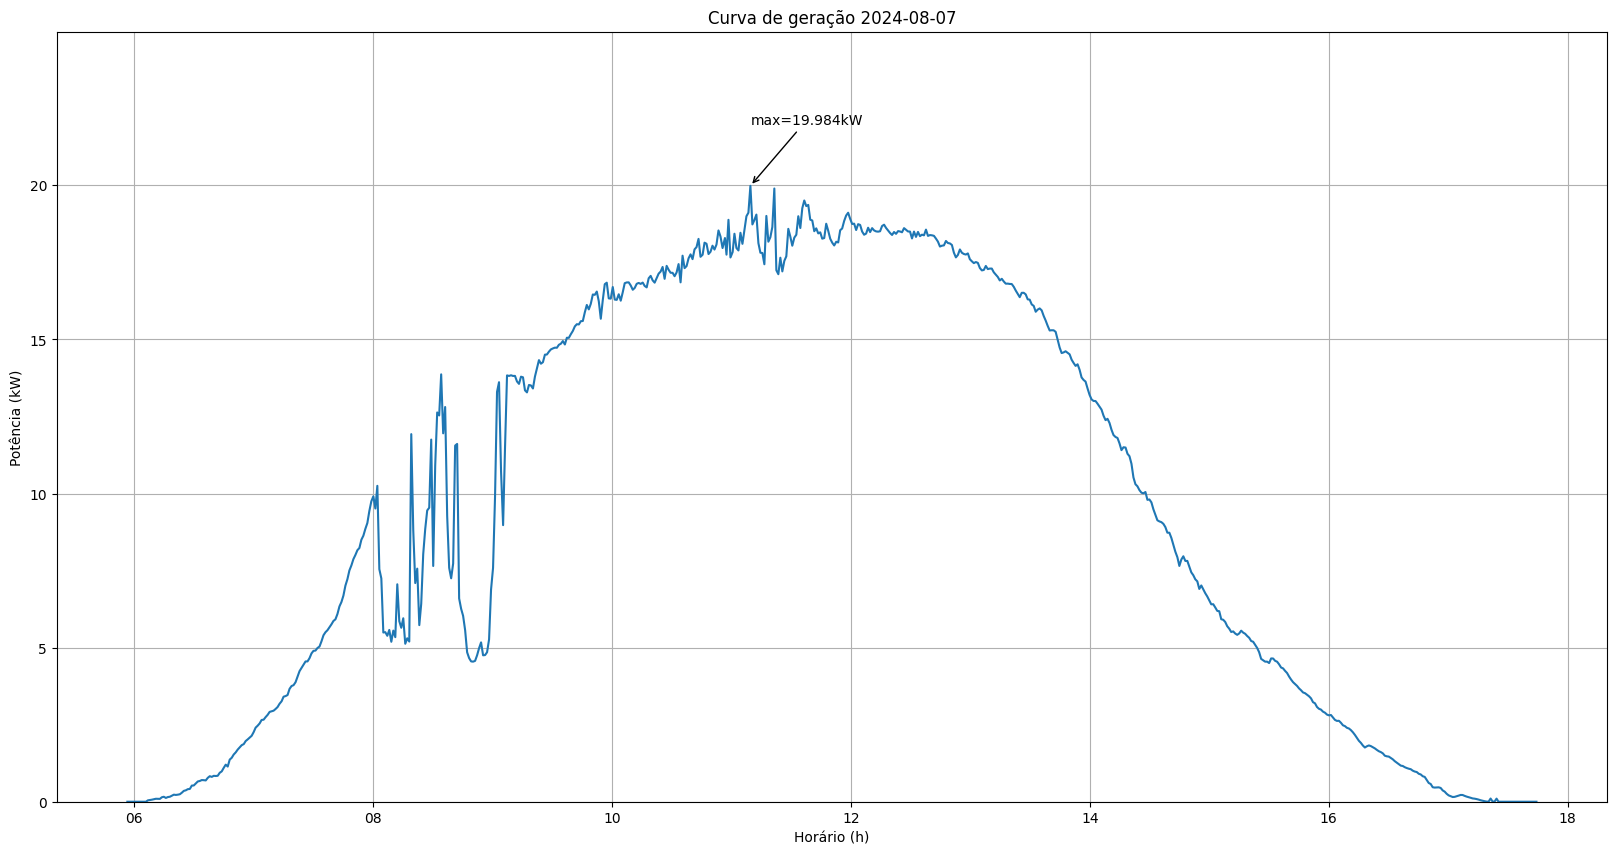 Curva de geração 2024-08-07
max=19.984kW
20
15
10
5
0
Potência (kW)
06 08 10 12 14 16 18
Horário (h)